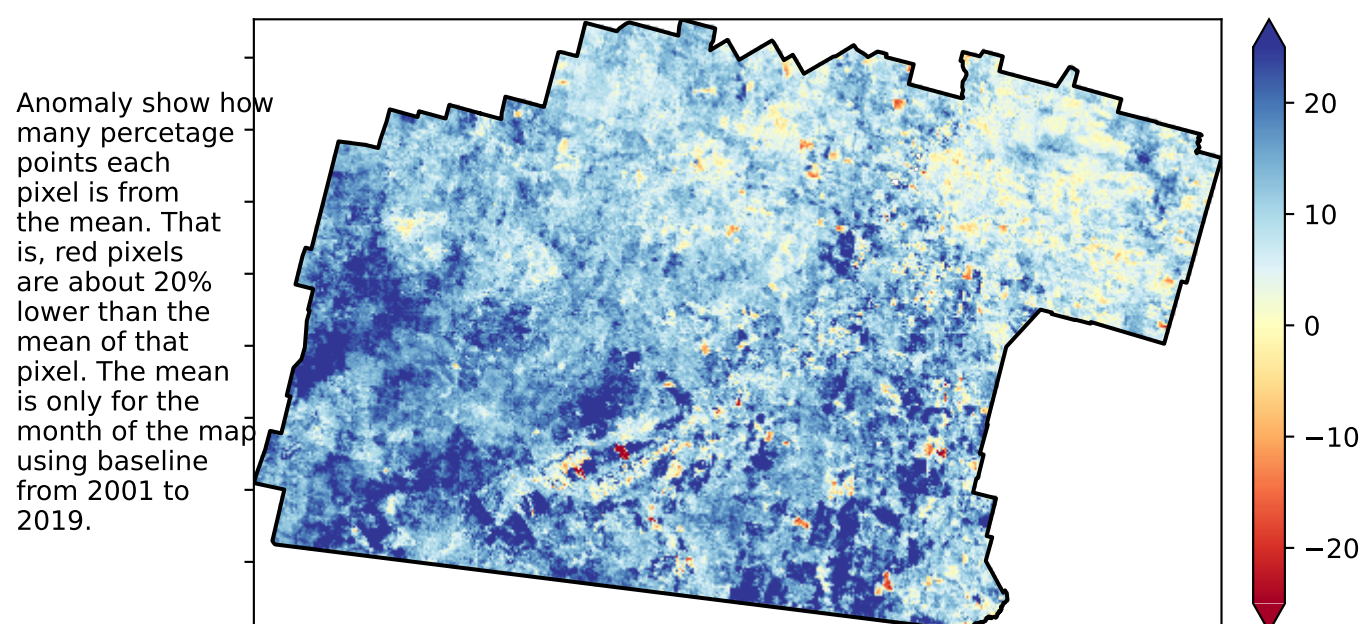 Anomaly show how
many percetage
points each
pixel is from
the mean. That
is, red pixels
are about 20%
lower than the
mean of that
pixel. The mean
is only for the
month of the map
using baseline
from 2001 to
2019.
20
10
0
−10
−20